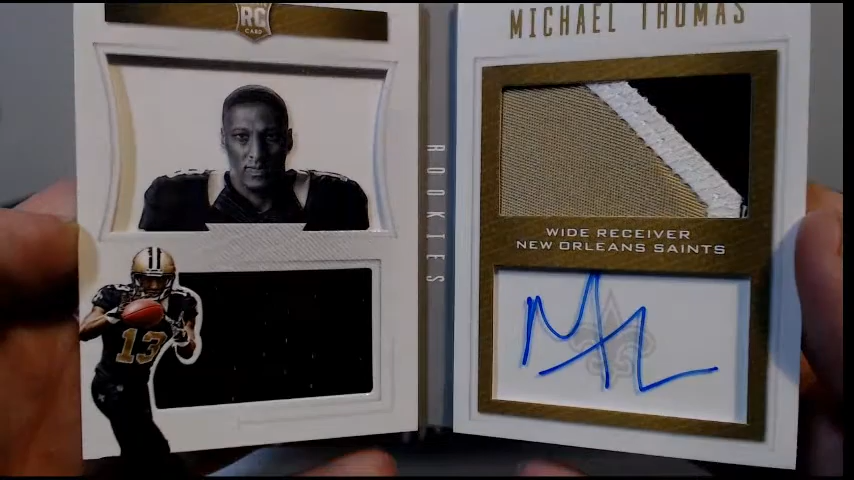 RC
CARD
MICHAEL THOMAS
ROOKIES
13
WIDE RECEIVER
NEW ORLEANS SAINTS